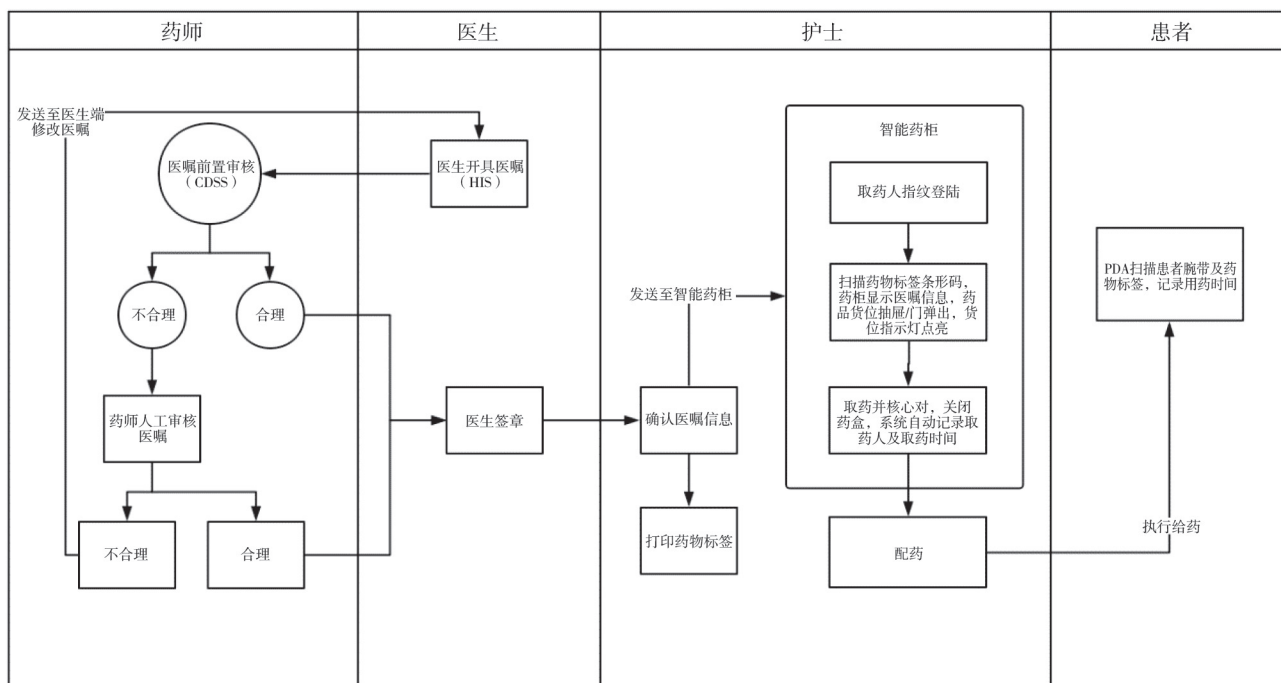 药师
医生
护士
患者
发送至医生端
修改医嘱
医嘱前置审核
（CDSS）
医生开具医嘱
（HIS）
不合理
合理
药师人工审核
医嘱
不合理
合理
医生签章
发送至智能药柜
确认医嘱信息
打印药物标签
智能药柜
取药人指纹登陆
扫描药物标签条形码，
药柜显示医嘱信息，药
品货位抽屉/门弹出，货
位指示灯点亮
取药并核心对，关闭
药盒，系统自动记录取
药人及取药时间
配药
执行给药
PDA扫描患者腕带及药
物标签，记录用药时间